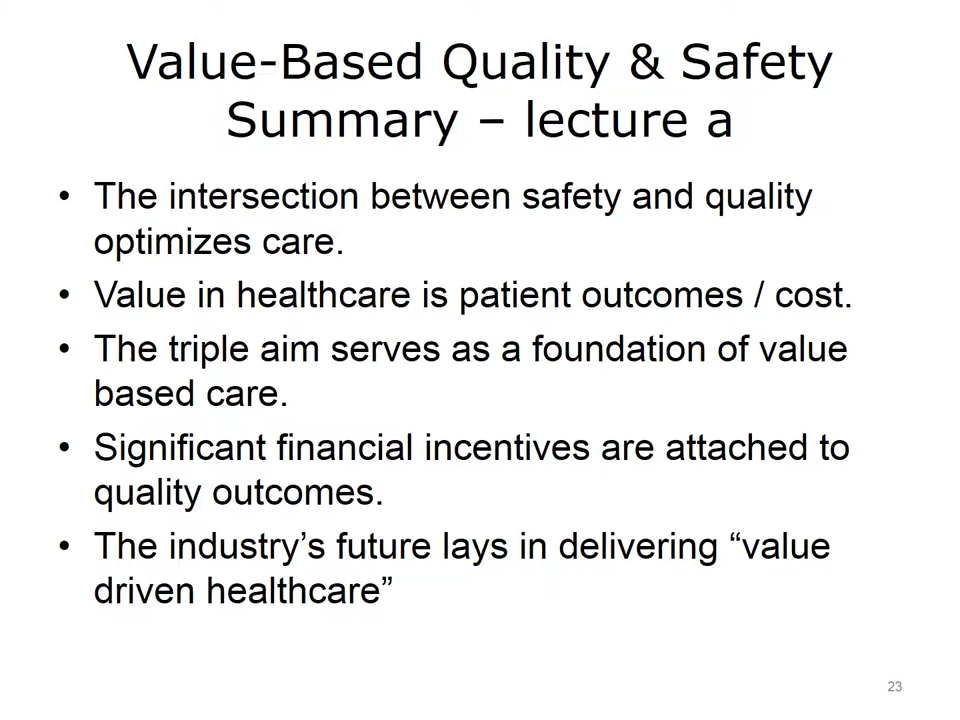 Value-Based Quality & Safety
Summary – lecture a
• The intersection between safety and quality
optimizes care.
• Value in healthcare is patient outcomes / cost.
• The triple aim serves as a foundation of value
based care.
• Significant financial incentives are attached to
quality outcomes.
• The industry’s future lays in delivering “value
driven healthcare”
23